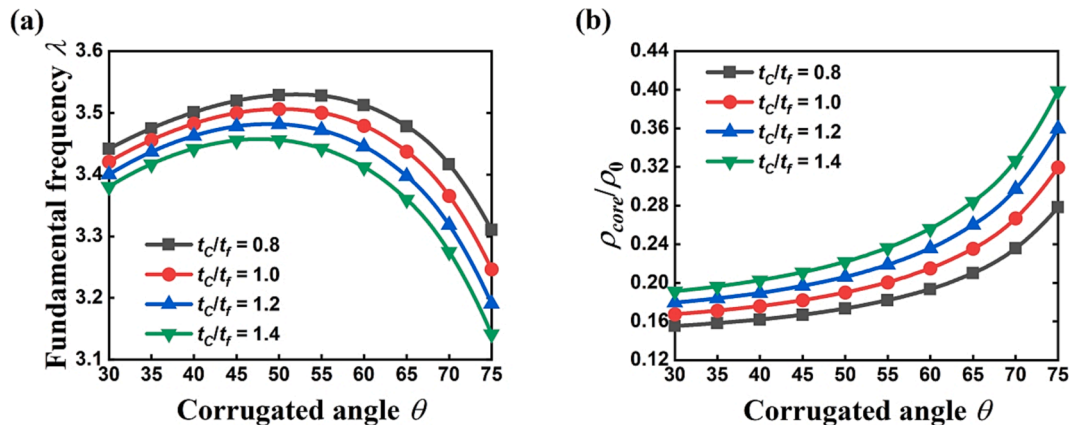 (a)
Fundamental frequency λ
3.6
3.5
3.4
3.3
3.2
3.1
tC/tf = 0.8
tC/tf = 1.0
tC/tf = 1.2
tC/tf = 1.4
30 35 40 45 50 55 60 65 70 75
Corrugated angle θ
(b)
ρcore/ρ0
0.44
0.40
0.36
0.32
0.28
0.24
0.20
0.16
0.12
tC/tf = 0.8
tC/tf = 1.0
tC/tf = 1.2
tC/tf = 1.4
30 35 40 45 50 55 60 65 70 75
Corrugated angle θ